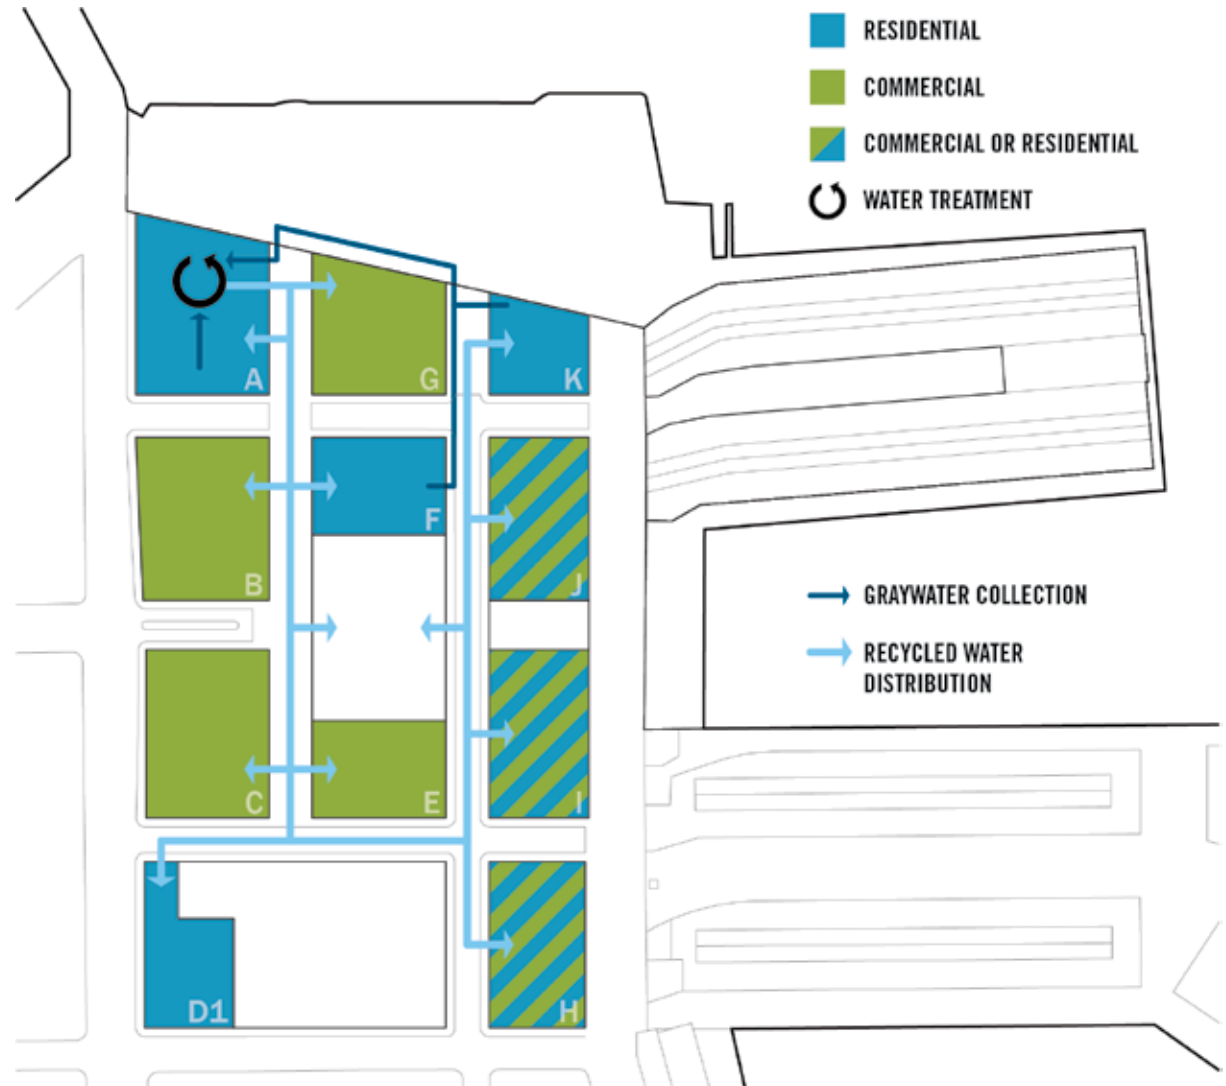 RESIDENTIAL
COMMERCIAL
COMMERCIAL OR RESIDENTIAL
WATER TREATMENT
A
G
K
F
B
J
GRAYWATER COLLECTION
RECYCLED WATER
DISTRIBUTION
C
E
I
D1
H